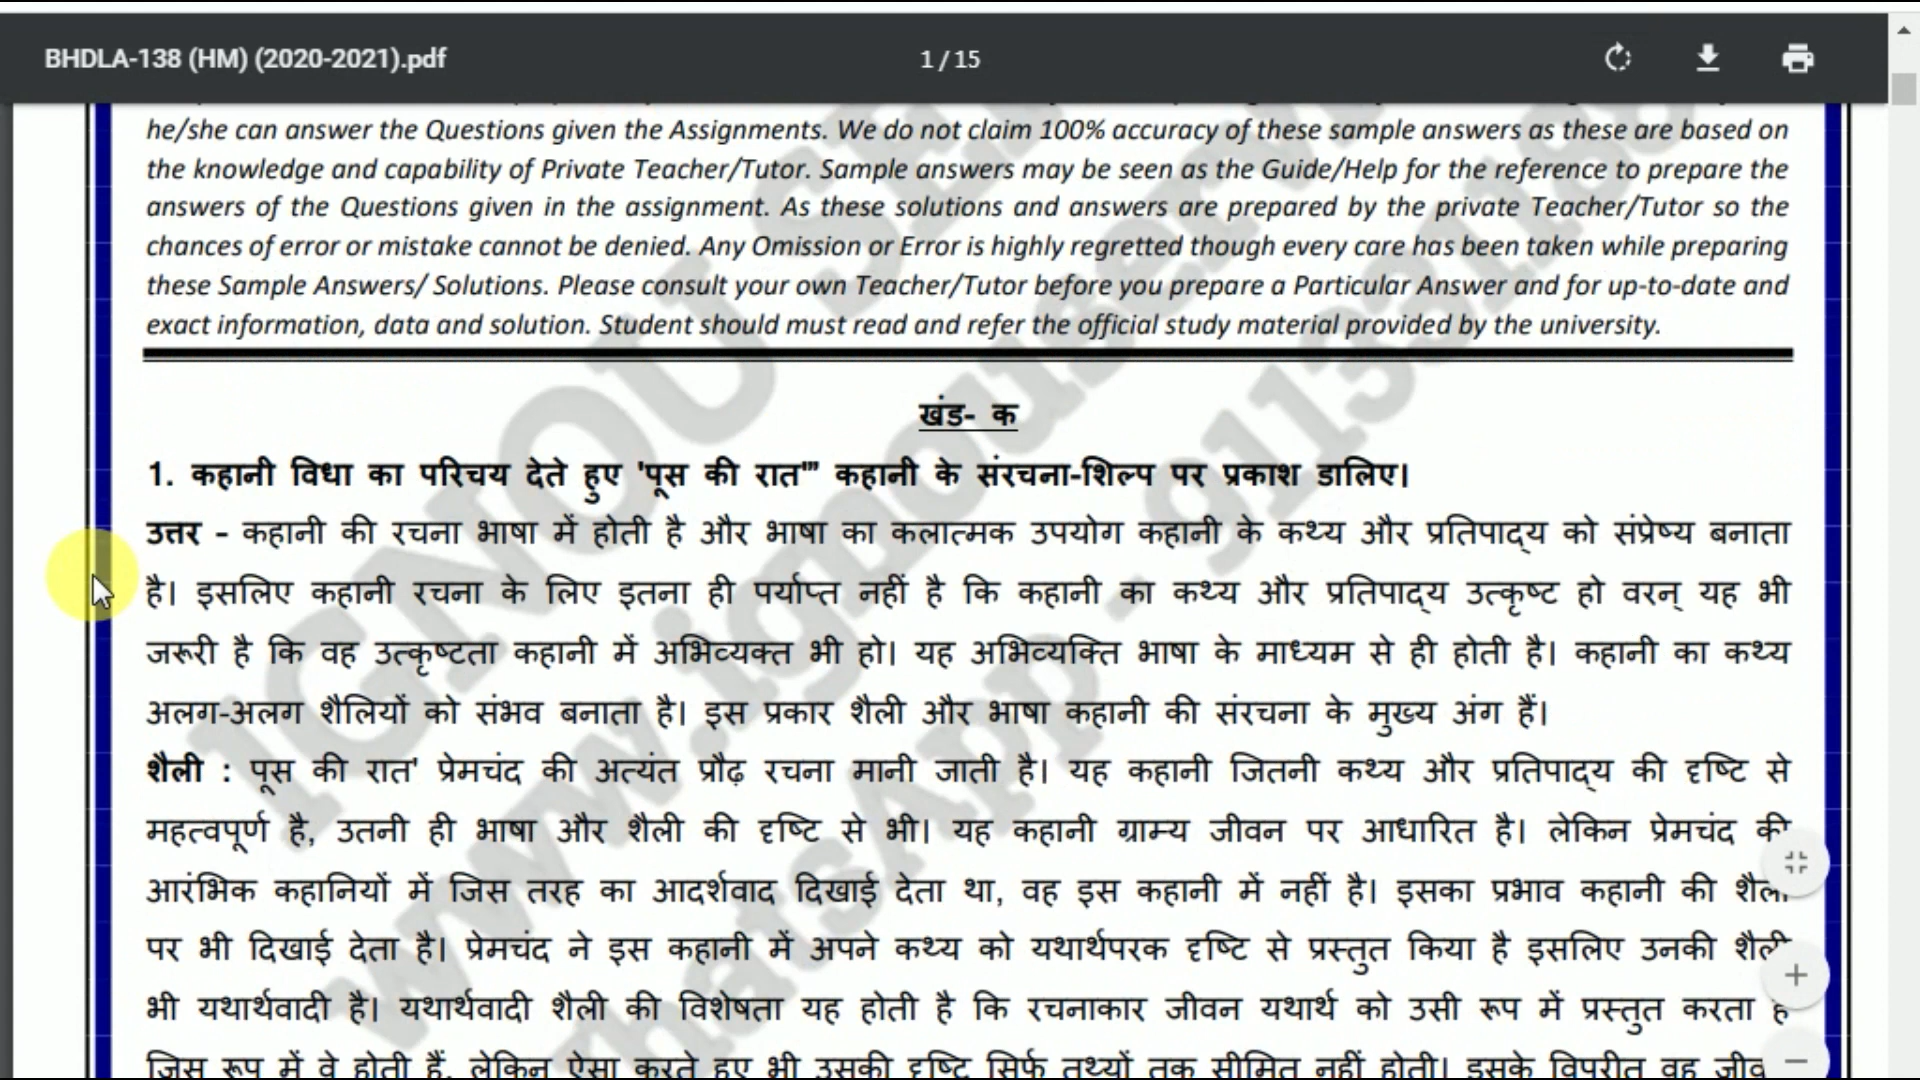 BHDLA-138 (HM) (2020-2021).pdf
1 / 15
he/she can answer the Questions given the Assignments. We do not claim 100% accuracy of these sample answers as these are based on
the knowledge and capability of Private Teacher/Tutor. Sample answers may be seen as the Guide/Help for the reference to prepare the
answers of the Questions given in the assignment. As these solutions and answers are prepared by the private Teacher/Tutor so the
chances of error or mistake cannot be denied. Any Omission or Error is highly regretted though every care has been taken while preparing
these Sample Answers/ Solutions. Please consult your own Teacher/Tutor before you prepare a Particular Answer and for up-to-date and
exact information, data and solution. Student should must read and refer the official study material provided by the university.
खंड- क
1. कहानी विधा का परिचय देते हुए 'पूस की रात'" कहानी के संरचना-शिल्प पर प्रकाश डालिए।
उत्तर - कहानी की रचना भाषा में होती है और भाषा का कलात्मक उपयोग कहानी के कथ्य और प्रतिपाद्य को संप्रेष्य बनाता
है। इसलिए कहानी रचना के लिए इतना ही पर्याप्त नहीं है कि कहानी का कथ्य और प्रतिपाद्य उत्कृष्ट हो वरन् यह भी
जरूरी है कि वह उत्कृष्टता कहानी में अभिव्यक्त भी हो। यह अभिव्यक्ति भाषा के माध्यम से ही होती है। कहानी का कथ्य
अलग-अलग शैलियों को संभव बनाता है। इस प्रकार शैली और भाषा कहानी की संरचना के मुख्य अंग हैं।
शैली : पूस की रात' प्रेमचंद की अत्यंत प्रौढ़ रचना मानी जाती है। यह कहानी जितनी कथ्य और प्रतिपाद्य की दृष्टि से
महत्वपूर्ण है, उतनी ही भाषा और शैली की दृष्टि से भी। यह कहानी ग्राम्य जीवन पर आधारित है। लेकिन प्रेमचंद की
आरंभिक कहानियों में जिस तरह का आदर्शवाद दिखाई देता था, वह इस कहानी में नहीं है। इसका प्रभाव कहानी की शैली
पर भी दिखाई देता है। प्रेमचंद ने इस कहानी में अपने कथ्य को यथार्थपरक दृष्टि से प्रस्तुत किया है इसलिए उनकी शैली
भी यथार्थवादी है। यथार्थवादी शैली की विशेषता यह होती है कि रचनाकार जीवन यथार्थ को उसी रूप में प्रस्तुत करता है
जिस रूप में वे होती हैं, लेकिन ऐसा करते हुए भी उसकी दृष्टि सिर्फ तथ्यों तक सीमित नहीं होती। इसके विपरीत वह